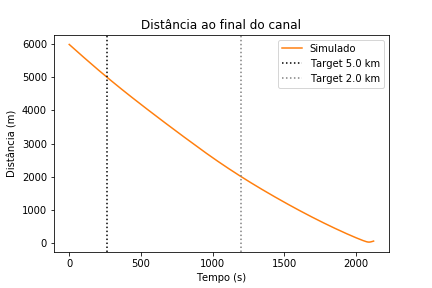 Distância ao final do canal
Simulado
Target 5.0 km
Target 2.0 km
Distância (m)
6000
5000
4000
3000
2000
1000
0
0 500 1000 1500 2000
Tempo (s)